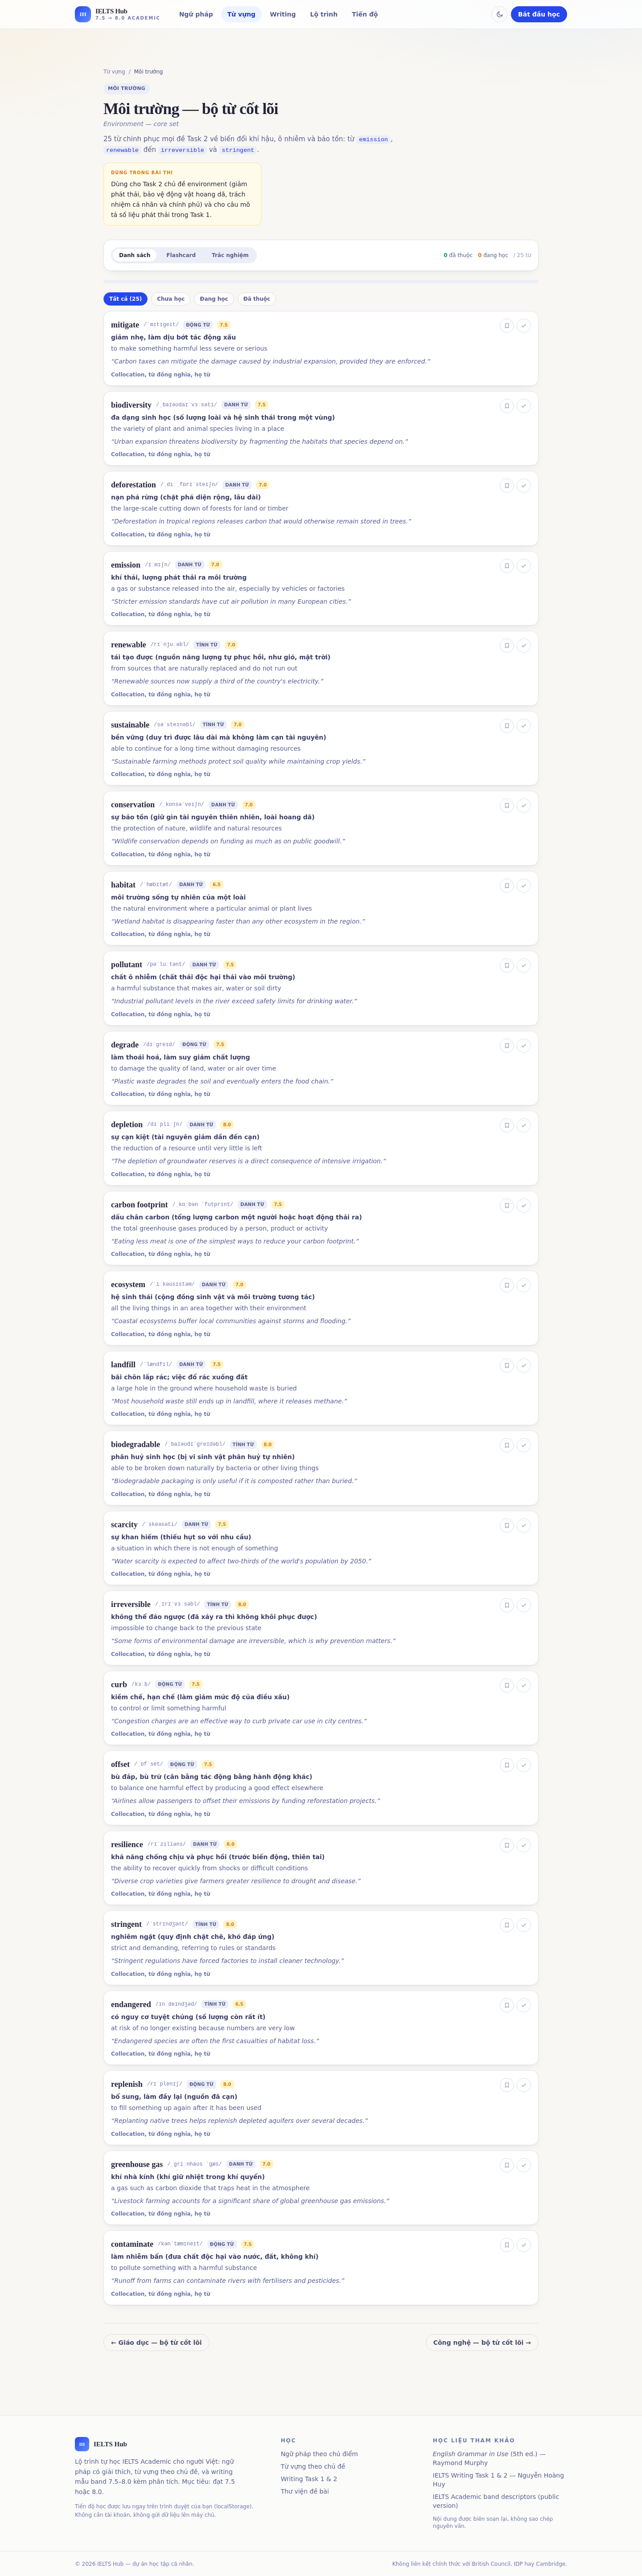 IELTS Hub
7.5 → 8.0 ACADEMIC
Ngữ pháp
Từ vựng
Writing
Lộ trình
Tiến độ
Bắt đầu học
Từ vựng / Môi trường
MÔI TRƯỜNG
Môi trường — bộ từ cốt lõi
Environment — core set
25 từ chinh phục mọi đề Task 2 về biến đổi khí hậu, ô nhiễm và bảo tồn: từ emission,
renewable đến irreversible và stringent.
DÙNG TRONG BÀI THI
Dùng cho Task 2 chủ đề environment (giảm
phát thải, bảo vệ động vật hoang dã, trách
nhiệm cá nhân và chính phủ) và cho câu mô
tả số liệu phát thải trong Task 1.
Danh sách
Flashcard
Trắc nghiệm
0 đã thuộc 0 đang học / 25 từ
Tất cả (25)
Chưa học
Đang học
Đã thuộc
mitigate /ˈmɪtɪɡeɪt/ ĐỘNG TỪ 7.5
giảm nhẹ, làm dịu bớt tác động xấu
to make something harmful less severe or serious
“Carbon taxes can mitigate the damage caused by industrial expansion, provided they are enforced.”
Collocation, từ đồng nghĩa, họ từ
biodiversity DANH TỪ 7.5
đa dạng sinh học (số lượng loài và hệ sinh thái trong một vùng)
the variety of plant and animal species living in a place
“Urban expansion threatens biodiversity by fragmenting the habitats that species depend on.”
Collocation, từ đồng nghĩa, họ từ
deforestation DANH TỪ 7.0
nạn phá rừng (chặt phá diện rộng, lâu dài)
the large-scale cutting down of forests for land or timber
“Deforestation in tropical regions releases carbon that would otherwise remain stored in trees.”
Collocation, từ đồng nghĩa, họ từ
emission /ɪˈmɪʃn/ DANH TỪ 7.0
khí thải, lượng phát thải ra môi trường
a gas or substance released into the air, especially by vehicles or factories
“Stricter emission standards have cut air pollution in many European cities.”
Collocation, từ đồng nghĩa, họ từ
renewable /rɪˈnjuːəbl/ TÍNH TỪ 7.0
tái tạo được (nguồn năng lượng tự phục hồi, như gió, mặt trời)
from sources that are naturally replaced and do not run out
“Renewable sources now supply a third of the country's electricity.”
Collocation, từ đồng nghĩa, họ từ
sustainable /səˈsteɪnəbl/ TÍNH TỪ 7.0
bền vững (duy trì được lâu dài mà không làm cạn tài nguyên)
able to continue for a long time without damaging resources
“Sustainable farming methods protect soil quality while maintaining crop yields.”
Collocation, từ đồng nghĩa, họ từ
conservation DANH TỪ 7.0
sự bảo tồn (giữ gìn tài nguyên thiên nhiên, loài hoang dã)
the protection of nature, wildlife and natural resources
“Wildlife conservation depends on funding as much as on public goodwill.”
Collocation, từ đồng nghĩa, họ từ
habitat /ˈhæbɪtæt/ DANH TỪ 6.5
môi trường sống tự nhiên của một loài
the natural environment where a particular animal or plant lives
“Wetland habitat is disappearing faster than any other ecosystem in the region.”
Collocation, từ đồng nghĩa, họ từ
pollutant /pəˈluːtənt/ DANH TỪ 7.5
chất ô nhiễm (chất thải độc hại thải vào môi trường)
a harmful substance that makes air, water or soil dirty
“Industrial pollutant levels in the river exceed safety limits for drinking water.”
Collocation, từ đồng nghĩa, họ từ
degrade /dɪˈɡreɪd/ ĐỘNG TỪ 7.5
làm thoái hoá, làm suy giảm chất lượng
to damage the quality of land, water or air over time
“Plastic waste degrades the soil and eventually enters the food chain.”
Collocation, từ đồng nghĩa, họ từ
depletion /dɪˈpliːʃn/ DANH TỪ 8.0
sự cạn kiệt (tài nguyên giảm dần đến cạn)
the reduction of a resource until very little is left
“The depletion of groundwater reserves is a direct consequence of intensive irrigation.”
Collocation, từ đồng nghĩa, họ từ
carbon footprint DANH TỪ 7.5
dấu chân carbon (tổng lượng carbon một người hoặc hoạt động thải ra)
the total greenhouse gases produced by a person, product or activity
“Eating less meat is one of the simplest ways to reduce your carbon footprint.”
Collocation, từ đồng nghĩa, họ từ
ecosystem DANH TỪ 7.0
hệ sinh thái (cộng đồng sinh vật và môi trường tương tác)
all the living things in an area together with their environment
“Coastal ecosystems buffer local communities against storms and flooding.”
Collocation, từ đồng nghĩa, họ từ
landfill /ˈlændfɪl/ DANH TỪ 7.5
bãi chôn lấp rác; việc đổ rác xuống đất
a large hole in the ground where household waste is buried
“Most household waste still ends up in landfill, where it releases methane.”
Collocation, từ đồng nghĩa, họ từ
biodegradable TÍNH TỪ 8.0
phân huỷ sinh học (bị vi sinh vật phân huỷ tự nhiên)
able to be broken down naturally by bacteria or other living things
“Biodegradable packaging is only useful if it is composted rather than buried.”
Collocation, từ đồng nghĩa, họ từ
scarcity /ˈskeəsəti/ DANH TỪ 7.5
sự khan hiếm (thiếu hụt so với nhu cầu)
a situation in which there is not enough of something
“Water scarcity is expected to affect two-thirds of the world's population by 2050.”
Collocation, từ đồng nghĩa, họ từ
irreversible TÍNH TỪ 8.0
không thể đảo ngược (đã xảy ra thì không khôi phục được)
impossible to change back to the previous state
“Some forms of environmental damage are irreversible, which is why prevention matters.”
Collocation, từ đồng nghĩa, họ từ
curb /kɜːb/ ĐỘNG TỪ 7.5
kiềm chế, hạn chế (làm giảm mức độ của điều xấu)
to control or limit something harmful
“Congestion charges are an effective way to curb private car use in city centres.”
Collocation, từ đồng nghĩa, họ từ
offset ĐỘNG TỪ 7.5
bù đắp, bù trừ (cân bằng tác động bằng hành động khác)
to balance one harmful effect by producing a good effect elsewhere
“Airlines allow passengers to offset their emissions by funding reforestation projects.”
Collocation, từ đồng nghĩa, họ từ
resilience /rɪˈzɪliəns/ DANH TỪ 8.0
khả năng chống chịu và phục hồi (trước biến động, thiên tai)
the ability to recover quickly from shocks or difficult conditions
“Diverse crop varieties give farmers greater resilience to drought and disease.”
Collocation, từ đồng nghĩa, họ từ
stringent /ˈstrɪndʒənt/ TÍNH TỪ 8.0
nghiêm ngặt (quy định chặt chẽ, khó đáp ứng)
strict and demanding, referring to rules or standards
“Stringent regulations have forced factories to install cleaner technology.”
Collocation, từ đồng nghĩa, họ từ
endangered /ɪnˈdeɪndʒəd/ TÍNH TỪ 6.5
có nguy cơ tuyệt chủng (số lượng còn rất ít)
at risk of no longer existing because numbers are very low
“Endangered species are often the first casualties of habitat loss.”
Collocation, từ đồng nghĩa, họ từ
replenish /rɪˈplenɪʃ/ ĐỘNG TỪ 8.0
bổ sung, làm đầy lại (nguồn đã cạn)
to fill something up again after it has been used
“Replanting native trees helps replenish depleted aquifers over several decades.”
Collocation, từ đồng nghĩa, họ từ
greenhouse gas DANH TỪ 7.0
khí nhà kính (khí giữ nhiệt trong khí quyển)
a gas such as carbon dioxide that traps heat in the atmosphere
“Livestock farming accounts for a significant share of global greenhouse gas emissions.”
Collocation, từ đồng nghĩa, họ từ
contaminate /kənˈtæmɪneɪt/ ĐỘNG TỪ 7.5
làm nhiễm bẩn (đưa chất độc hại vào nước, đất, không khí)
to pollute something with a harmful substance
“Runoff from farms can contaminate rivers with fertilisers and pesticides.”
Collocation, từ đồng nghĩa, họ từ
← Giáo dục — bộ từ cốt lõi
Công nghệ — bộ từ cốt lõi →
IELTS Hub
Lộ trình tự học IELTS Academic cho người Việt: ngữ
pháp có giải thích, từ vựng theo chủ đề, và writing
mẫu band 7.5–8.0 kèm phân tích. Mục tiêu: đạt 7.5
hoặc 8.0.
Tiến độ học được lưu ngay trên trình duyệt của bạn (localStorage).
Không cần tài khoản, không gửi dữ liệu lên máy chủ.
HỌC
Ngữ pháp theo chủ điểm
Từ vựng theo chủ đề
Writing Task 1 & 2
Thư viện đề bài
HỌC LIỆU THAM KHẢO
English Grammar in Use (5th ed.) —
Raymond Murphy
IELTS Writing Task 1 & 2 — Nguyễn Hoàng
Huy
IELTS Academic band descriptors (public
version)
Nội dung được biên soạn lại, không sao chép
nguyên văn.
© 2026 IELTS Hub — dự án học tập cá nhân.
Không liên kết chính thức với British Council, IDP hay Cambridge.